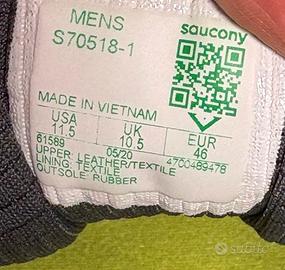 MENS
S70518-1
saucony
MADE IN VIETNAM
USA UK EUR
11.5 10.5 46
61589 05/20 4700489478
UPPER: LEATHER/TEXTILE
LINING: TEXTILE
OUTSOLE: RUBBER
subito